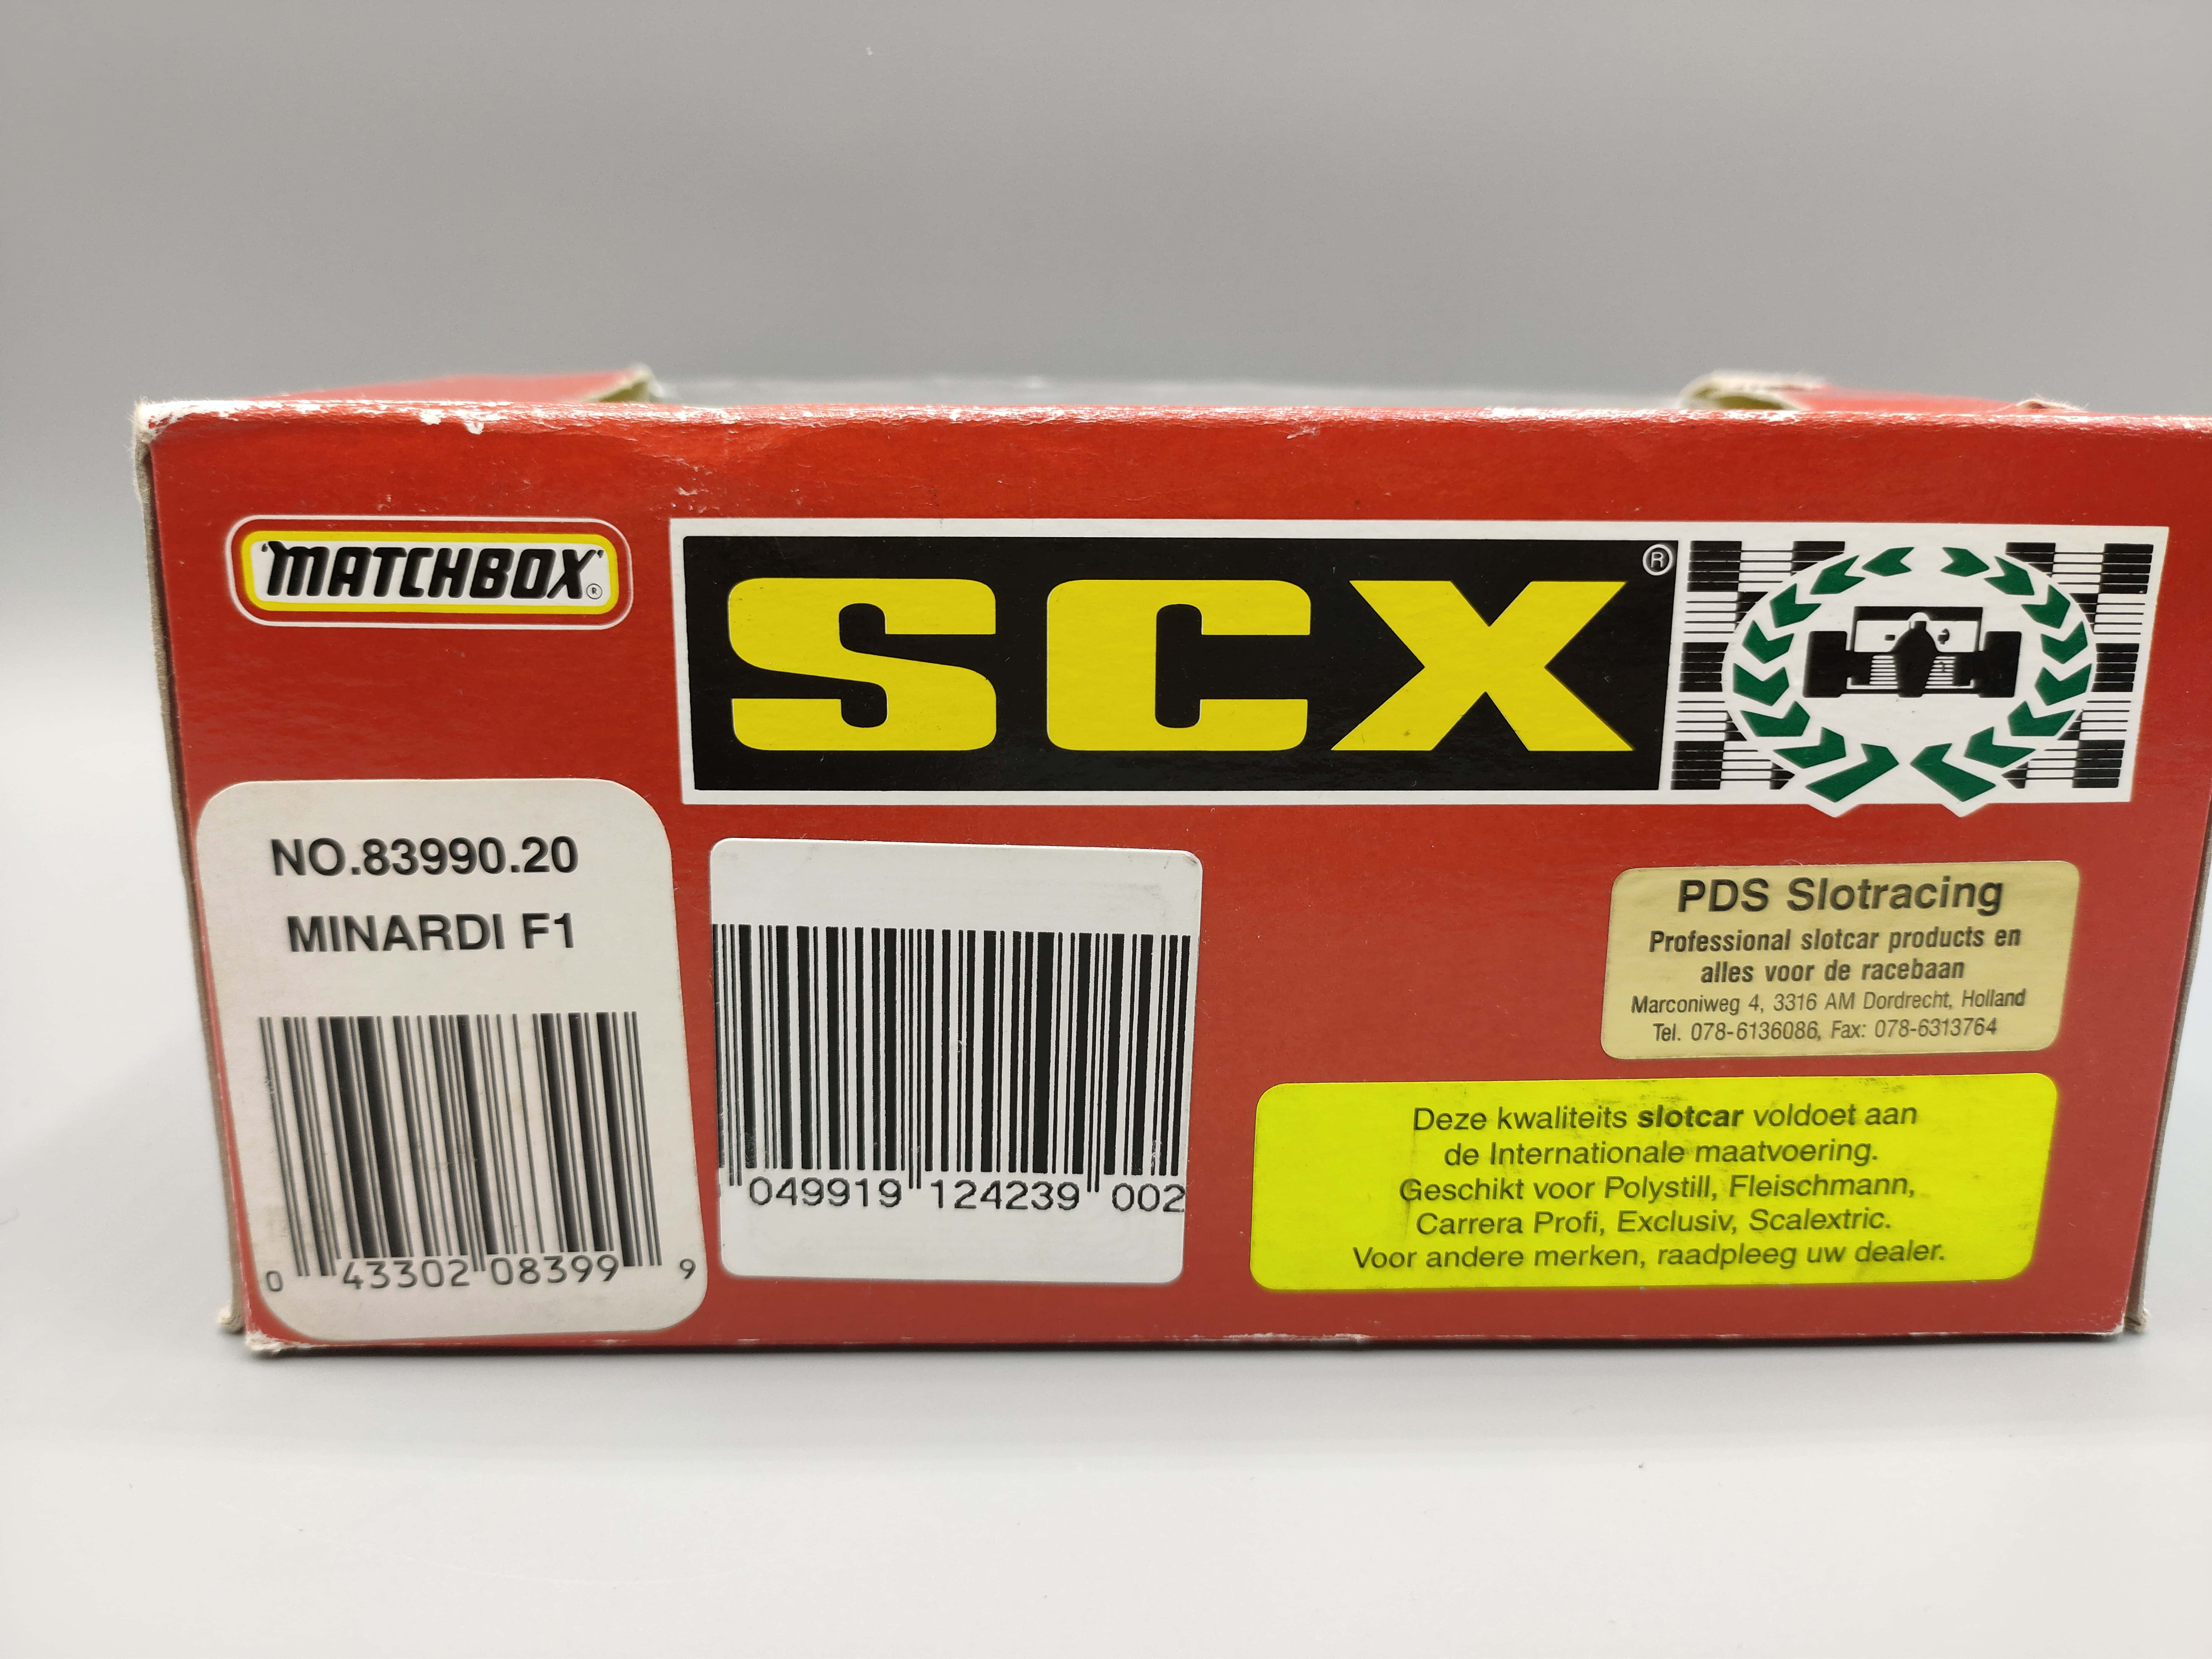 'MATCHBOX'®
SCX®
NO.83990.20
MINARDI F1
0 43302 08399 9
049919 124239 002
PDS Slotracing
Professional slotcar products en
alles voor de racebaan
Marconiweg 4, 3316 AM Dordrecht, Holland
Tel. 078-6136086, Fax: 078-6313764
Deze kwaliteits slotcar voldoet aan
de Internationale maatvoering.
Geschikt voor Polystill, Fleischmann,
Carrera Profi, Exclusiv, Scalextric.
Voor andere merken, raadpleeg uw dealer.